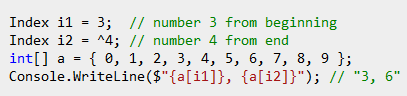 Index i1 = 3;  // number 3 from beginning
Index i2 = ^4; // number 4 from end
int[] a = { 0, 1, 2, 3, 4, 5, 6, 7, 8, 9 };
Console.WriteLine($"{a[i1]}, {a[i2]}"); // "3, 6"